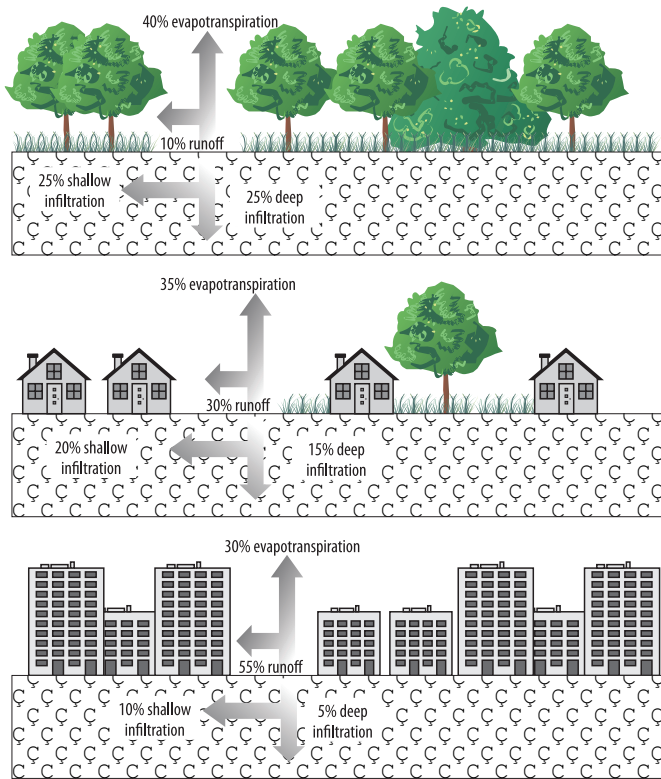 40% evapotranspiration
10% runoff
25% shallow
infiltration
25% deep
infiltration
35% evapotranspiration
30% runoff
20% shallow
infiltration
15% deep
infiltration
30% evapotranspiration
55% runoff
10% shallow
infiltration
5% deep
infiltration